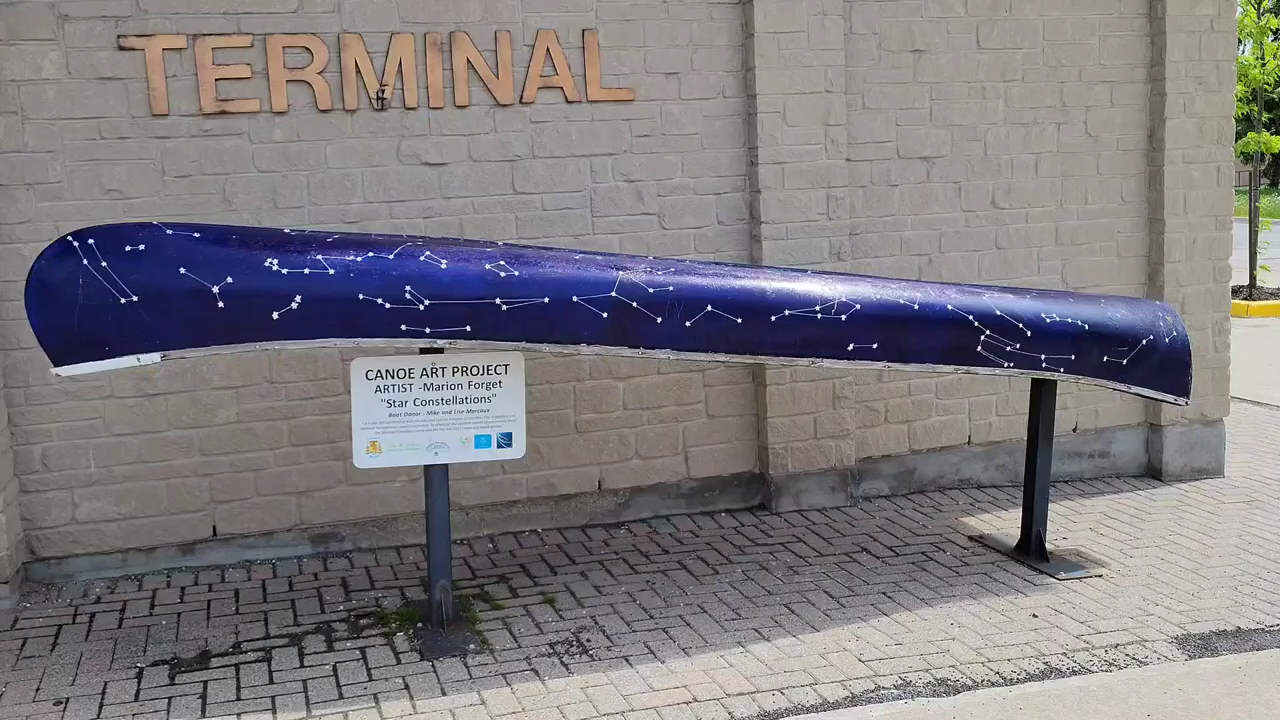 TERMINAL
CANOE ART PROJECT
ARTIST -Marion Forget
"Star Constellations"
Boat Donor : Mike and Lise Marcoux